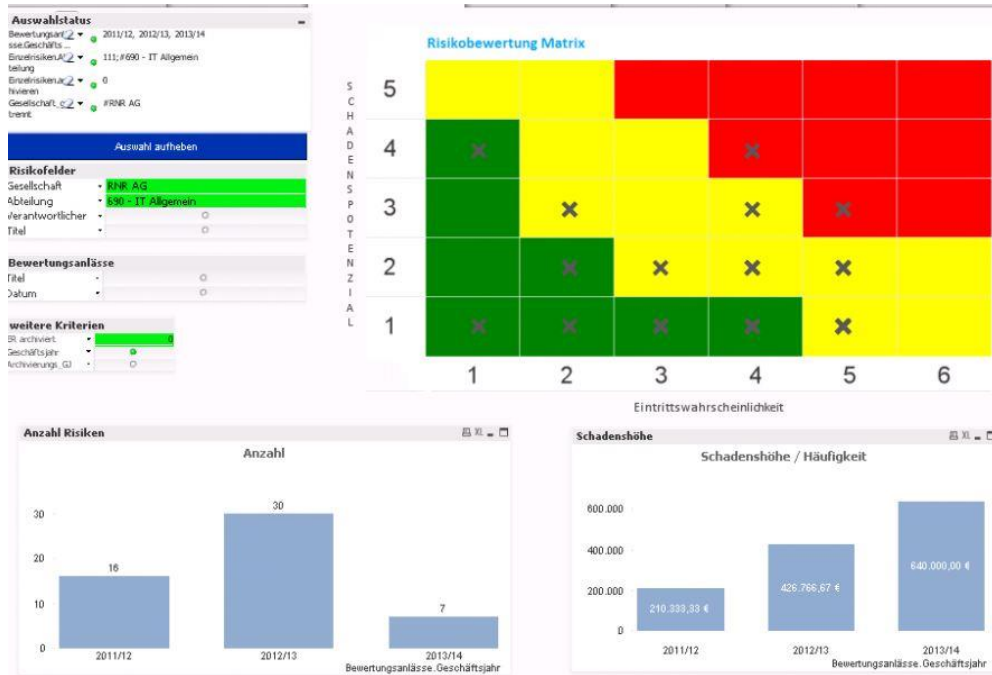 Auswahlstatus
2011/12, 2012/13, 2013/14
sse.Geschäfts ...
111;#690 - IT Allgemein
teilung
0
hivieren
#RNR AG
trennt
Auswahl aufheben
Risikofelder
Gesellschaft RNR AG
Abteilung 690 - IT Allgemein
Verantwortlicher
Titel
Bewertungsanlässe
Titel
Datum
weitere Kriterien
ER archiviert 0
Geschäftsjahr
Archivierungs_GJ
Risikobewertung Matrix
SCHADENSPOTENZIAL
5
4
3
2
1
1 2 3 4 5 6
Eintrittswahrscheinlichkeit
Anzahl Risiken XL
Anzahl
30
20
10
0
16
30
7
2011/12 2012/13 2013/14
Bewertungsanlässe.Geschäftsjahr
Schadenshöhe XL
Schadenshöhe / Häufigkeit
600.000
400.000
200.000
0
210.333,33 €
426.766,67 €
640.000,00 €
2011/12 2012/13 2013/14
Bewertungsanlässe.Geschäftsjahr